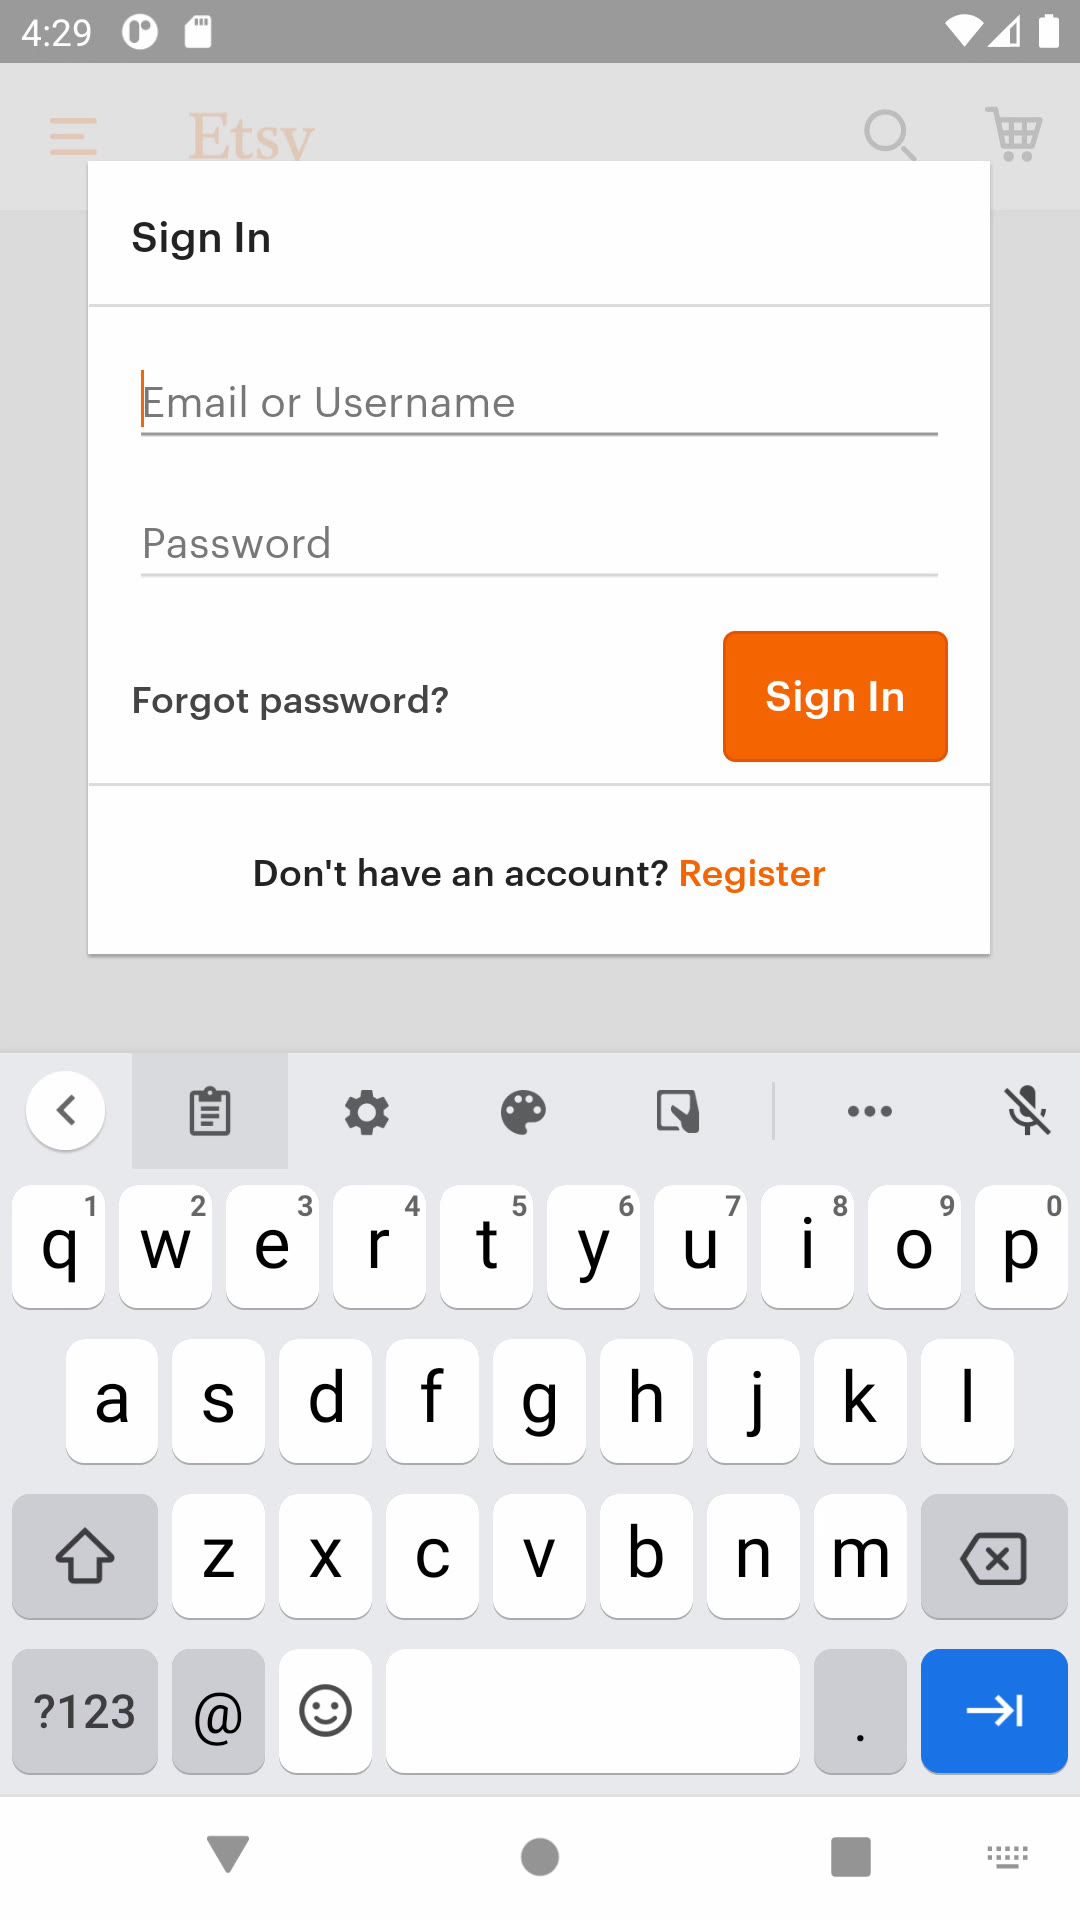 4:29
Etsy
Sign In
Email or Username
Password
Forgot password?
Sign In
Don't have an account? Register
1 2 3 4 5 6 7 8 9 0
q w e r t y u i o p
a s d f g h j k l
z x c v b n m
?123 @ .